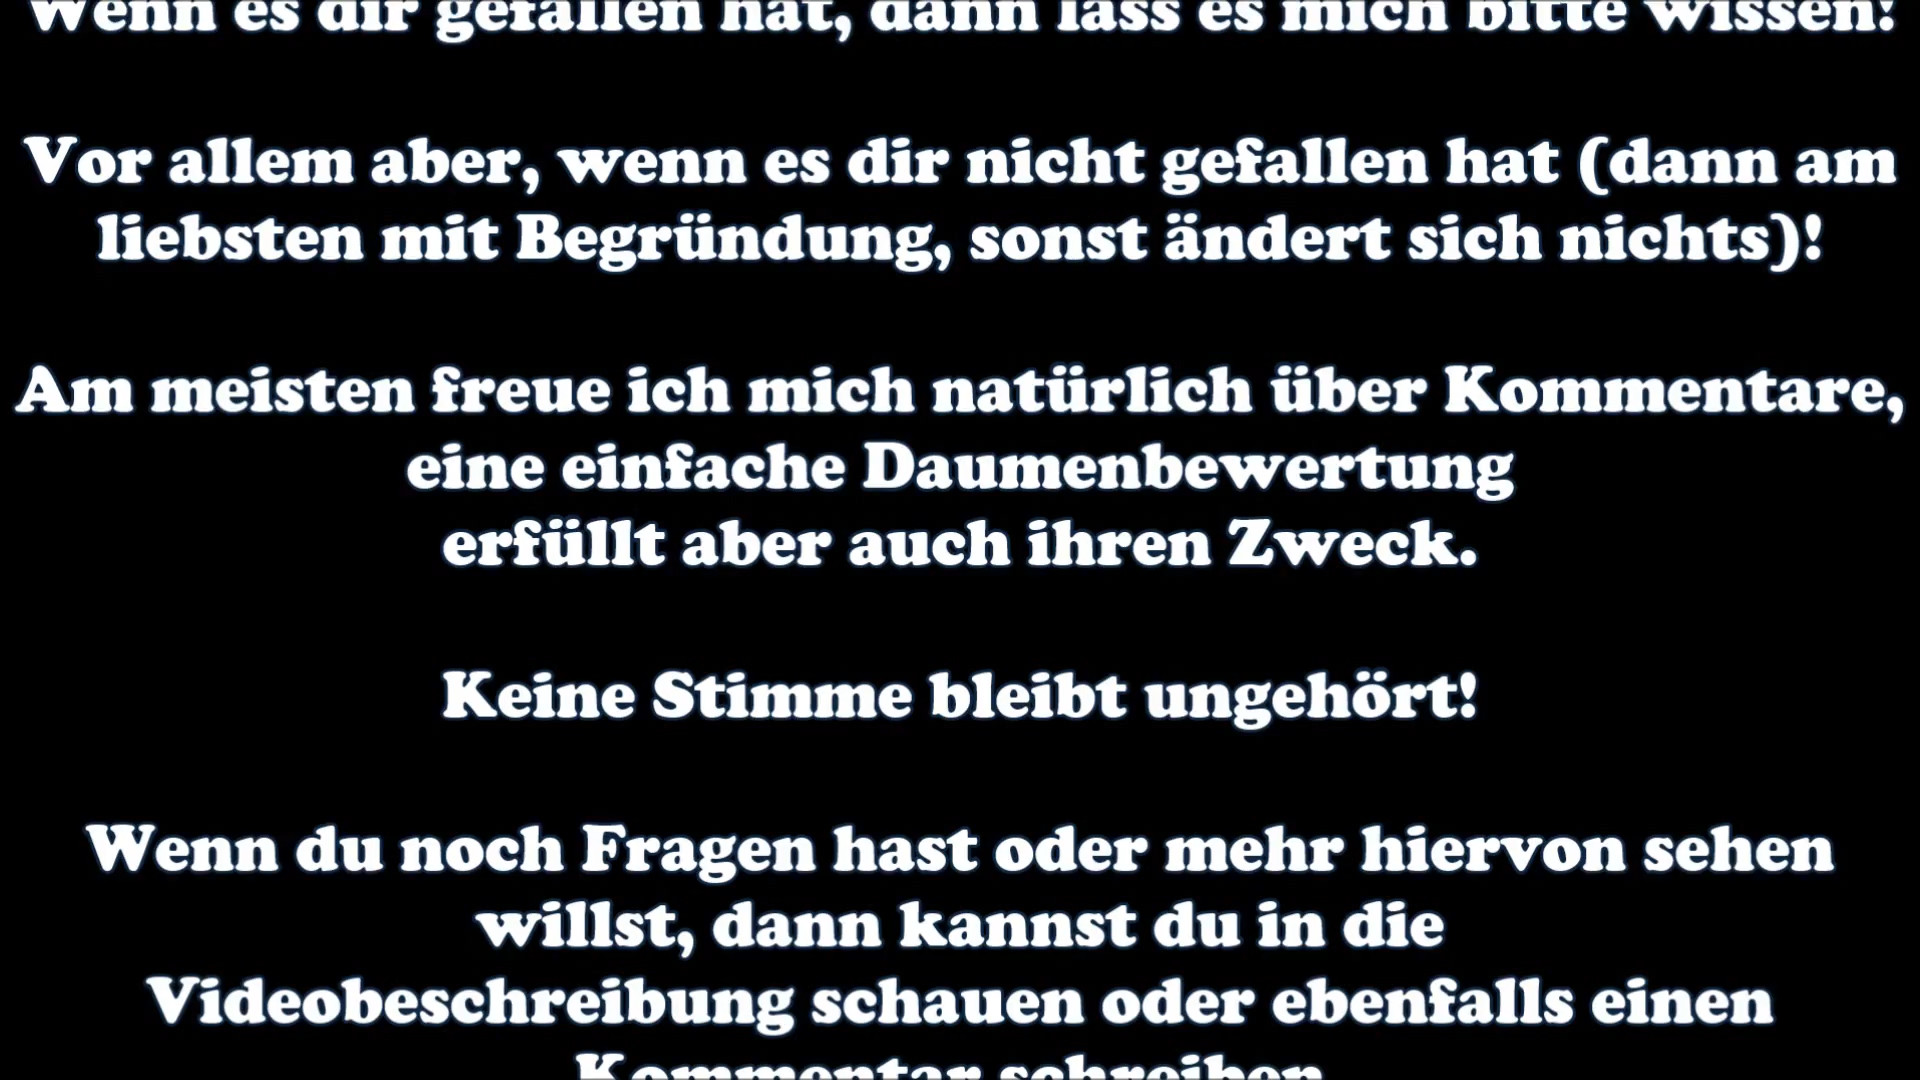 Wenn es dir gefallen hat, dann lass es mich bitte wissen!
Vor allem aber, wenn es dir nicht gefallen hat (dann am
liebsten mit Begründung, sonst ändert sich nichts)!
Am meisten freue ich mich natürlich über Kommentare,
eine einfache Daumenbewertung
erfüllt aber auch ihren Zweck.
Keine Stimme bleibt ungehört!
Wenn du noch Fragen hast oder mehr hiervon sehen
willst, dann kannst du in die
Videobeschreibung schauen oder ebenfalls einen
Kommentar schreiben